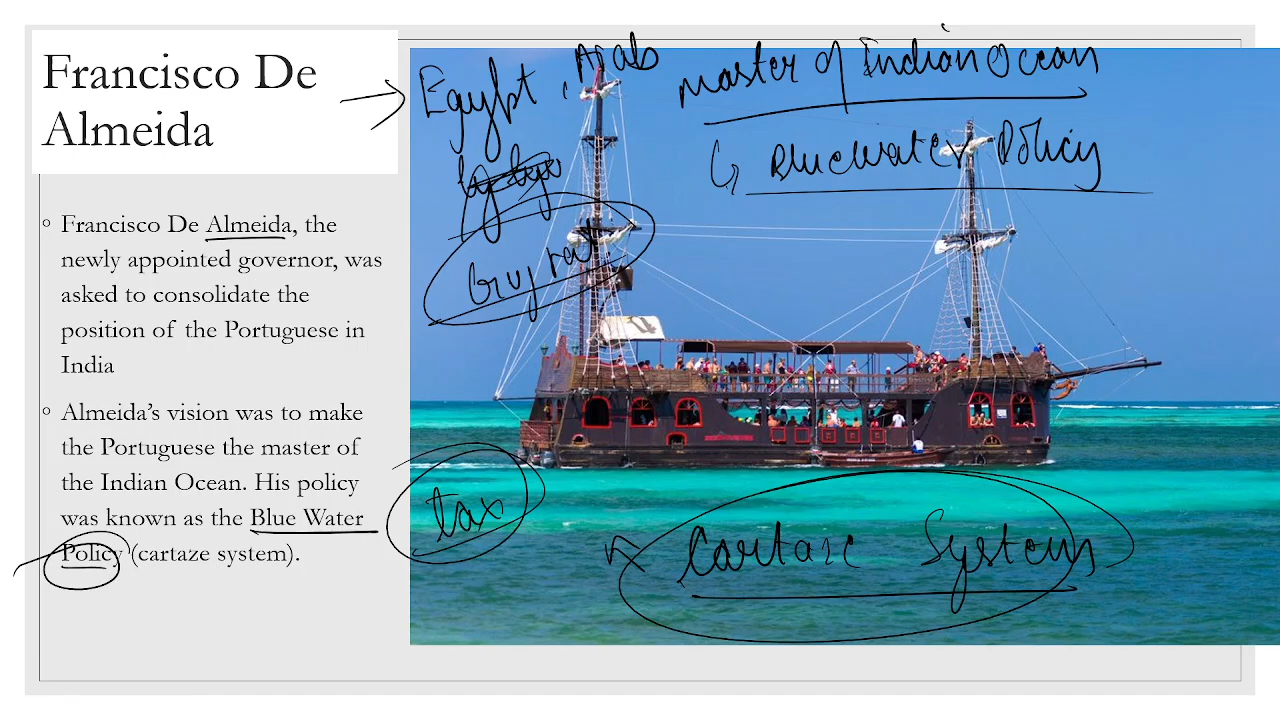 Francisco De
Almeida
Francisco De Almeida, the
newly appointed governor, was
asked to consolidate the
position of the Portuguese in
India
Almeida's vision was to make
the Portuguese the master of
the Indian Ocean. His policy
was known as the Blue Water
Policy (cartaze system).
Egypt, Arab
Gujrat
master of Indian Ocean
Bluewater Policy
tax
Cartaze System